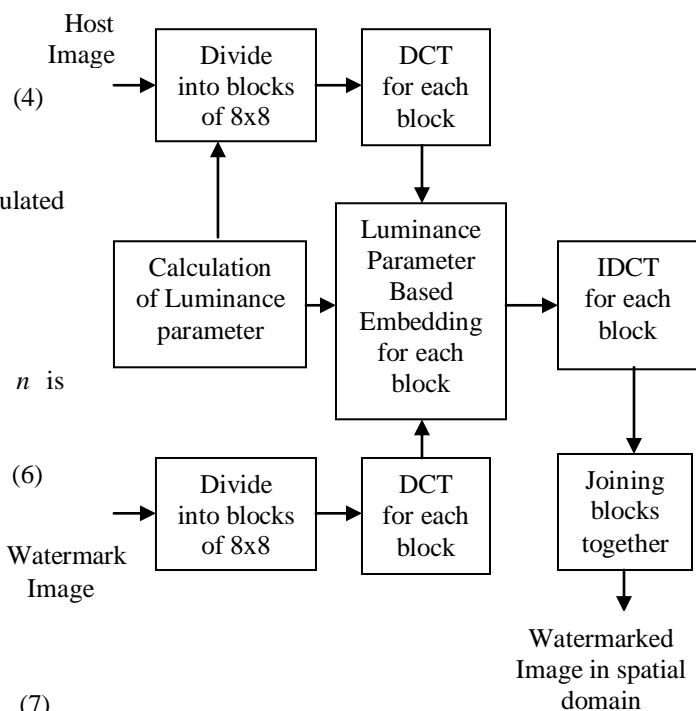 Host
Image
(4)
Divide
into blocks
of 8x8
DCT
for each
block
ulated
Calculation
of Luminance
parameter
Luminance
Parameter
Based
Embedding
for each
block
IDCT
for each
block
n is
(6)
Divide
into blocks
of 8x8
DCT
for each
block
Joining
blocks
together
Watermark
Image
Watermarked
Image in spatial
domain
(7)